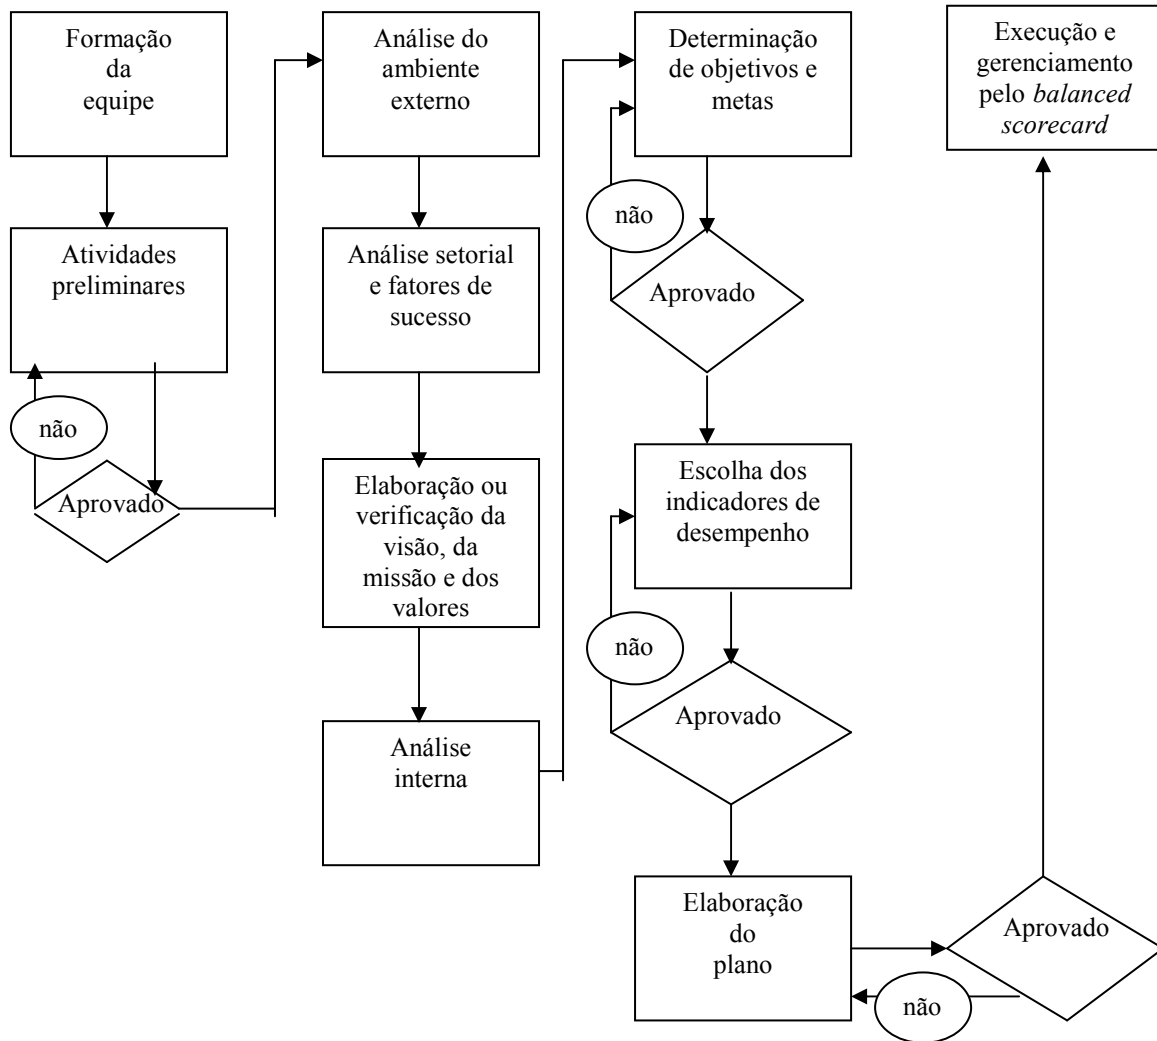 Formação
da
equipe
Atividades
preliminares
não
Aprovado
Análise do
ambiente
externo
Análise setorial
e fatores de
sucesso
Elaboração ou
verificação da
visão, da
missão e dos
valores
Análise
interna
Determinação
de objetivos e
metas
não
Aprovado
Escolha dos
indicadores de
desempenho
não
Aprovado
Elaboração
do
plano
Aprovado
não
Execução e
gerenciamento
pelo balanced
scorecard